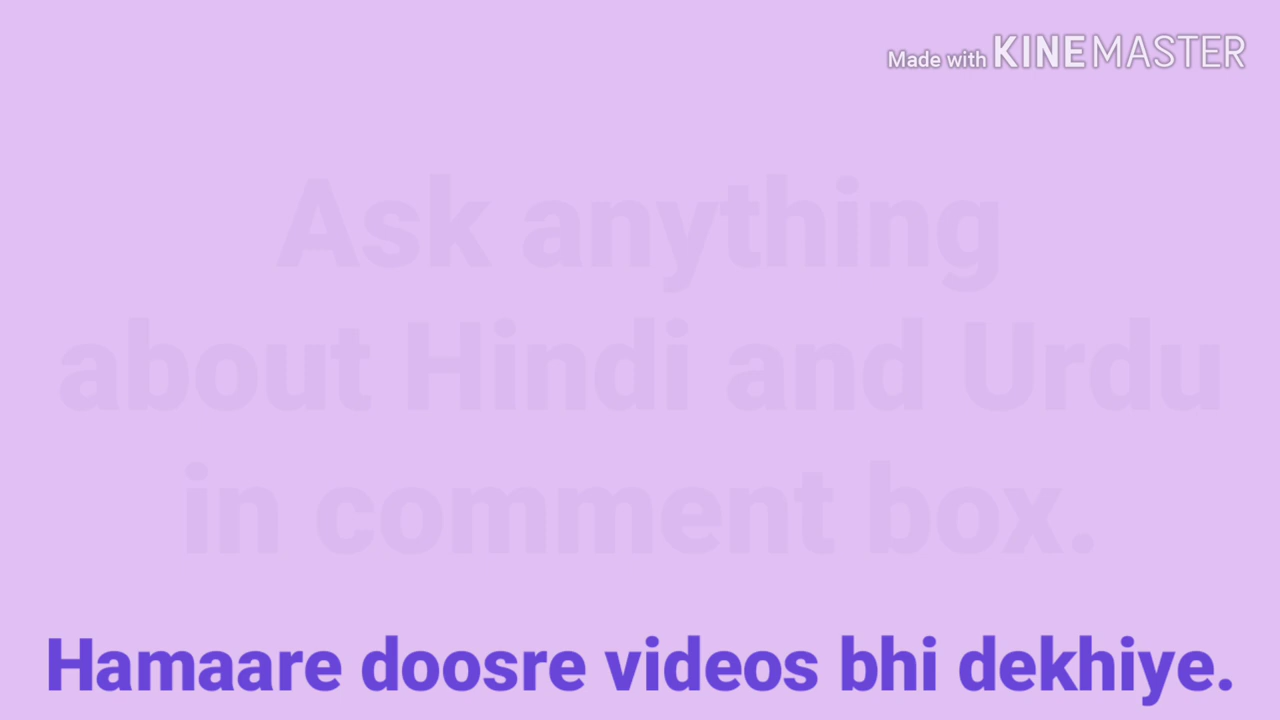 Made with KINEMASTER
Ask anything
about Hindi and Urdu
in comment box.
Hamaare doosre videos bhi dekhiye.